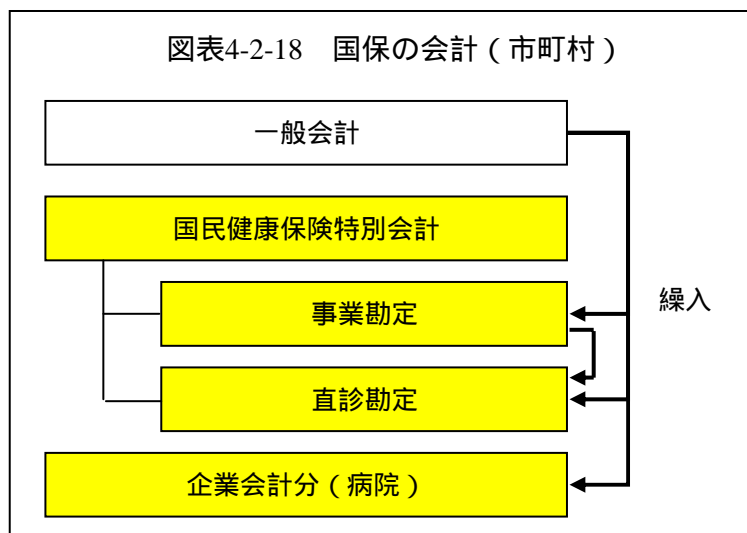 図表4-2-18 国保の会計（市町村）
一般会計
国民健康保険特別会計
事業勘定
繰入
直診勘定
企業会計分（病院）